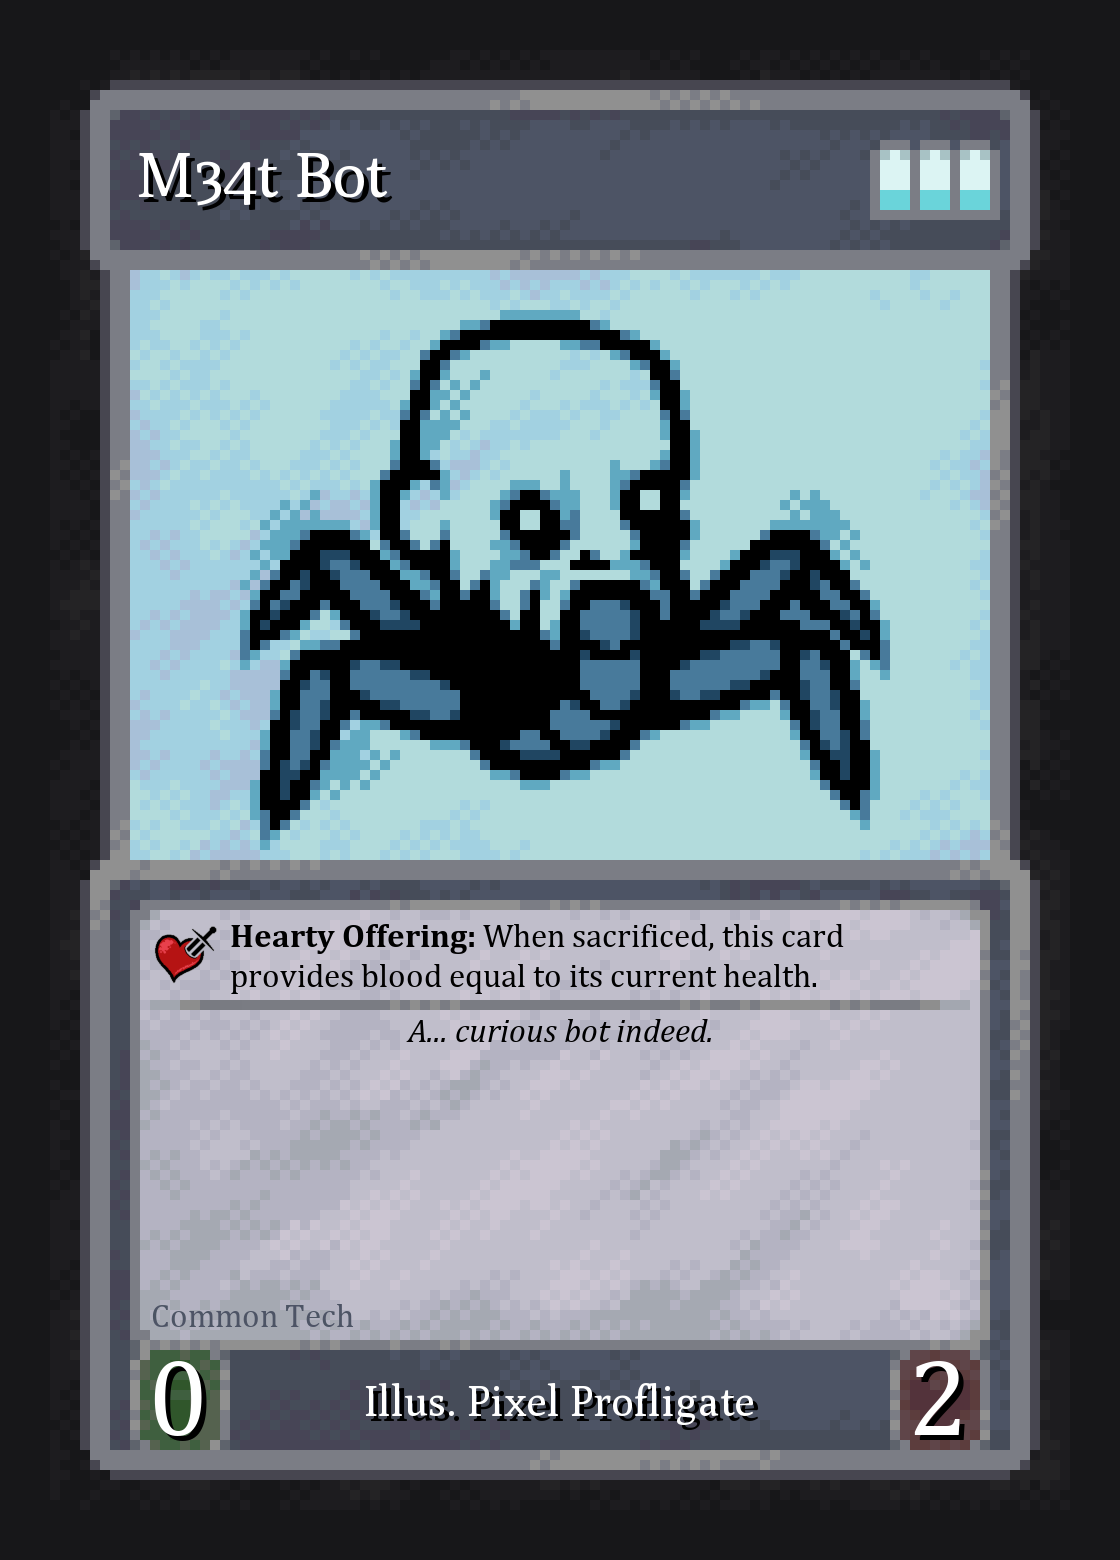 M34t Bot
Hearty Offering: When sacrificed, this card
provides blood equal to its current health.
A... curious bot indeed.
Common Tech
0
Illus. Pixel Profligate
2